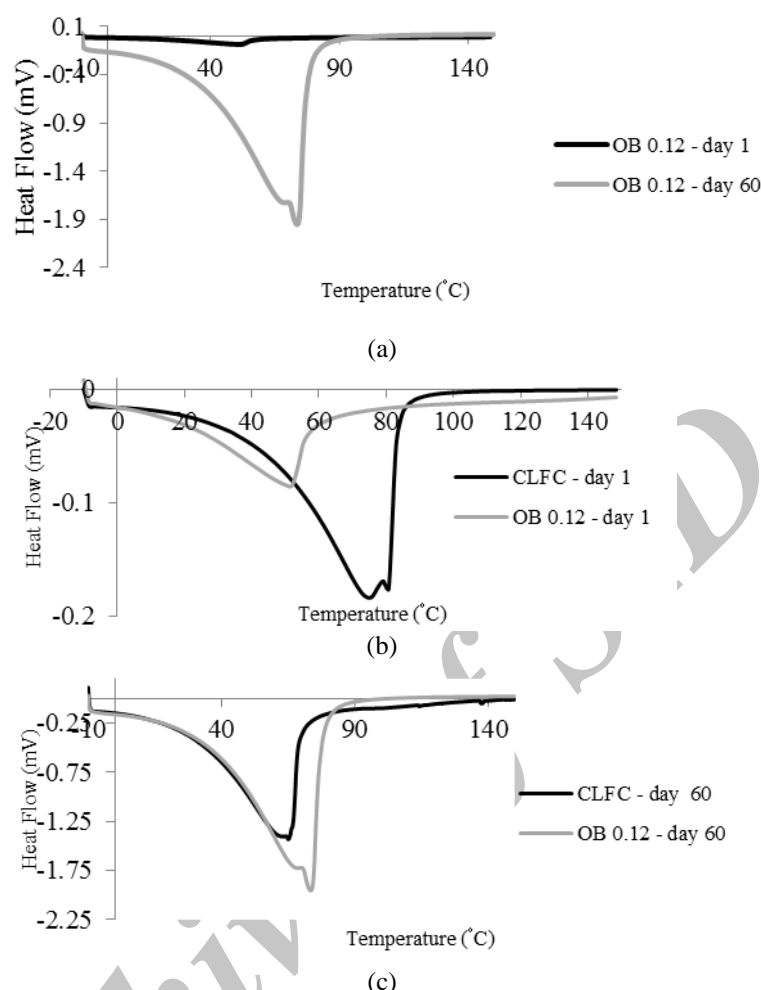 0.1
-10 40 90 140
-0.4
-0.9
-1.4
-1.9
-2.4
Heat Flow (mV)
Temperature (°C)
OB 0.12 - day 1
OB 0.12 - day 60
(a)
0
-20 0 20 40 60 80 100 120 140
-0.1
-0.2
Heat Flow (mV)
Temperature (°C)
CLFC - day 1
OB 0.12 - day 1
(b)
-10 40 90 140
-0.25
-0.75
-1.25
-1.75
-2.25
Heat Flow (mV)
Temperature (°C)
CLFC - day 60
OB 0.12 - day 60
(c)